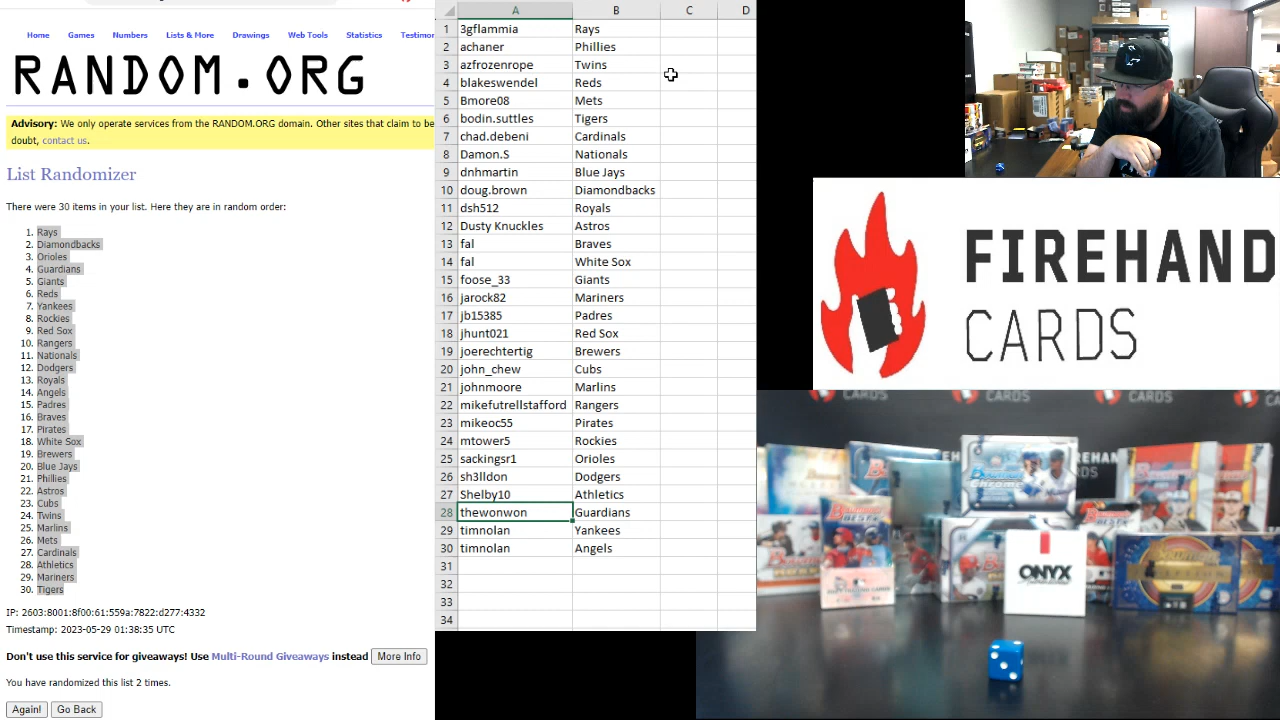 Home Games Numbers Lists & More Drawings Web Tools Statistics Testimor
RANDOM.ORG
Advisory: We only operate services from the RANDOM.ORG domain. Other sites that claim to be
doubt, contact us.
List Randomizer
There were 30 items in your list. Here they are in random order:
1. Rays
2. Diamondbacks
3. Orioles
4. Guardians
5. Giants
6. Reds
7. Yankees
8. Rockies
9. Red Sox
10. Rangers
11. Nationals
12. Dodgers
13. Royals
14. Angels
15. Padres
16. Braves
17. Pirates
18. White Sox
19. Brewers
20. Blue Jays
21. Phillies
22. Astros
23. Cubs
24. Twins
25. Marlins
26. Mets
27. Cardinals
28. Athletics
29. Mariners
30. Tigers
IP: 2603:8001:8f00:61:559a:7822:d277:4332
Timestamp: 2023-05-29 01:38:35 UTC
Don't use this service for giveaways! Use Multi-Round Giveaways instead More Info
You have randomized this list 2 times.
Again! Go Back
A B C D
1 3gflammia Rays
2 achaner Phillies
3 azfrozenrope Twins
4 blakeswendel Reds
5 Bmore08 Mets
6 bodin.suttles Tigers
7 chad.debeni Cardinals
8 Damon.S Nationals
9 dnhmartin Blue Jays
10 doug.brown Diamondbacks
11 dsh512 Royals
12 Dusty Knuckles Astros
13 fal Braves
14 fal White Sox
15 foose_33 Giants
16 jarock82 Mariners
17 jb15385 Padres
18 jhunt021 Red Sox
19 joerechtertig Brewers
20 john_chew Cubs
21 johnmoore Marlins
22 mikefutrellstafford Rangers
23 mikeoc55 Pirates
24 mtower5 Rockies
25 sackingsr1 Orioles
26 sh3lldon Dodgers
27 Shelby10 Athletics
28 thewonwon Guardians
29 timnolan Yankees
30 timnolan Angels
31
32
33
34
FIREHAND
CARDS
CARDS
FIREHAND
Bowman
Chrome
ONYX